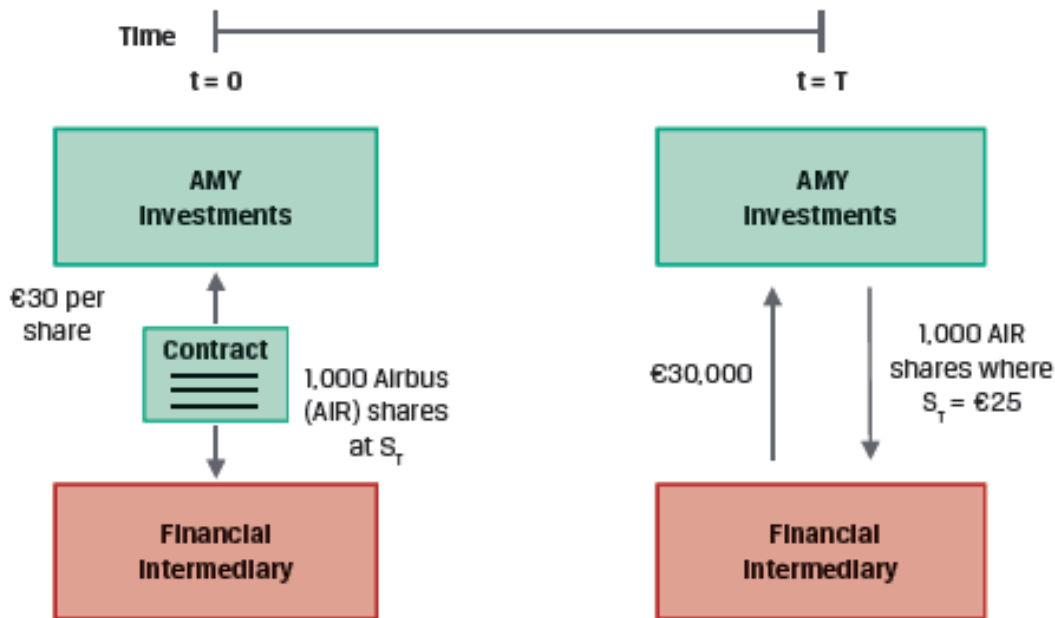 Time
t = 0
t = T
AMY
Investments
AMY
Investments
€30 per
share
Contract
1,000 Airbus
(AIR) shares
at S_T
€30,000
1,000 AIR
shares where
S_T = €25
Financial
Intermediary
Financial
Intermediary